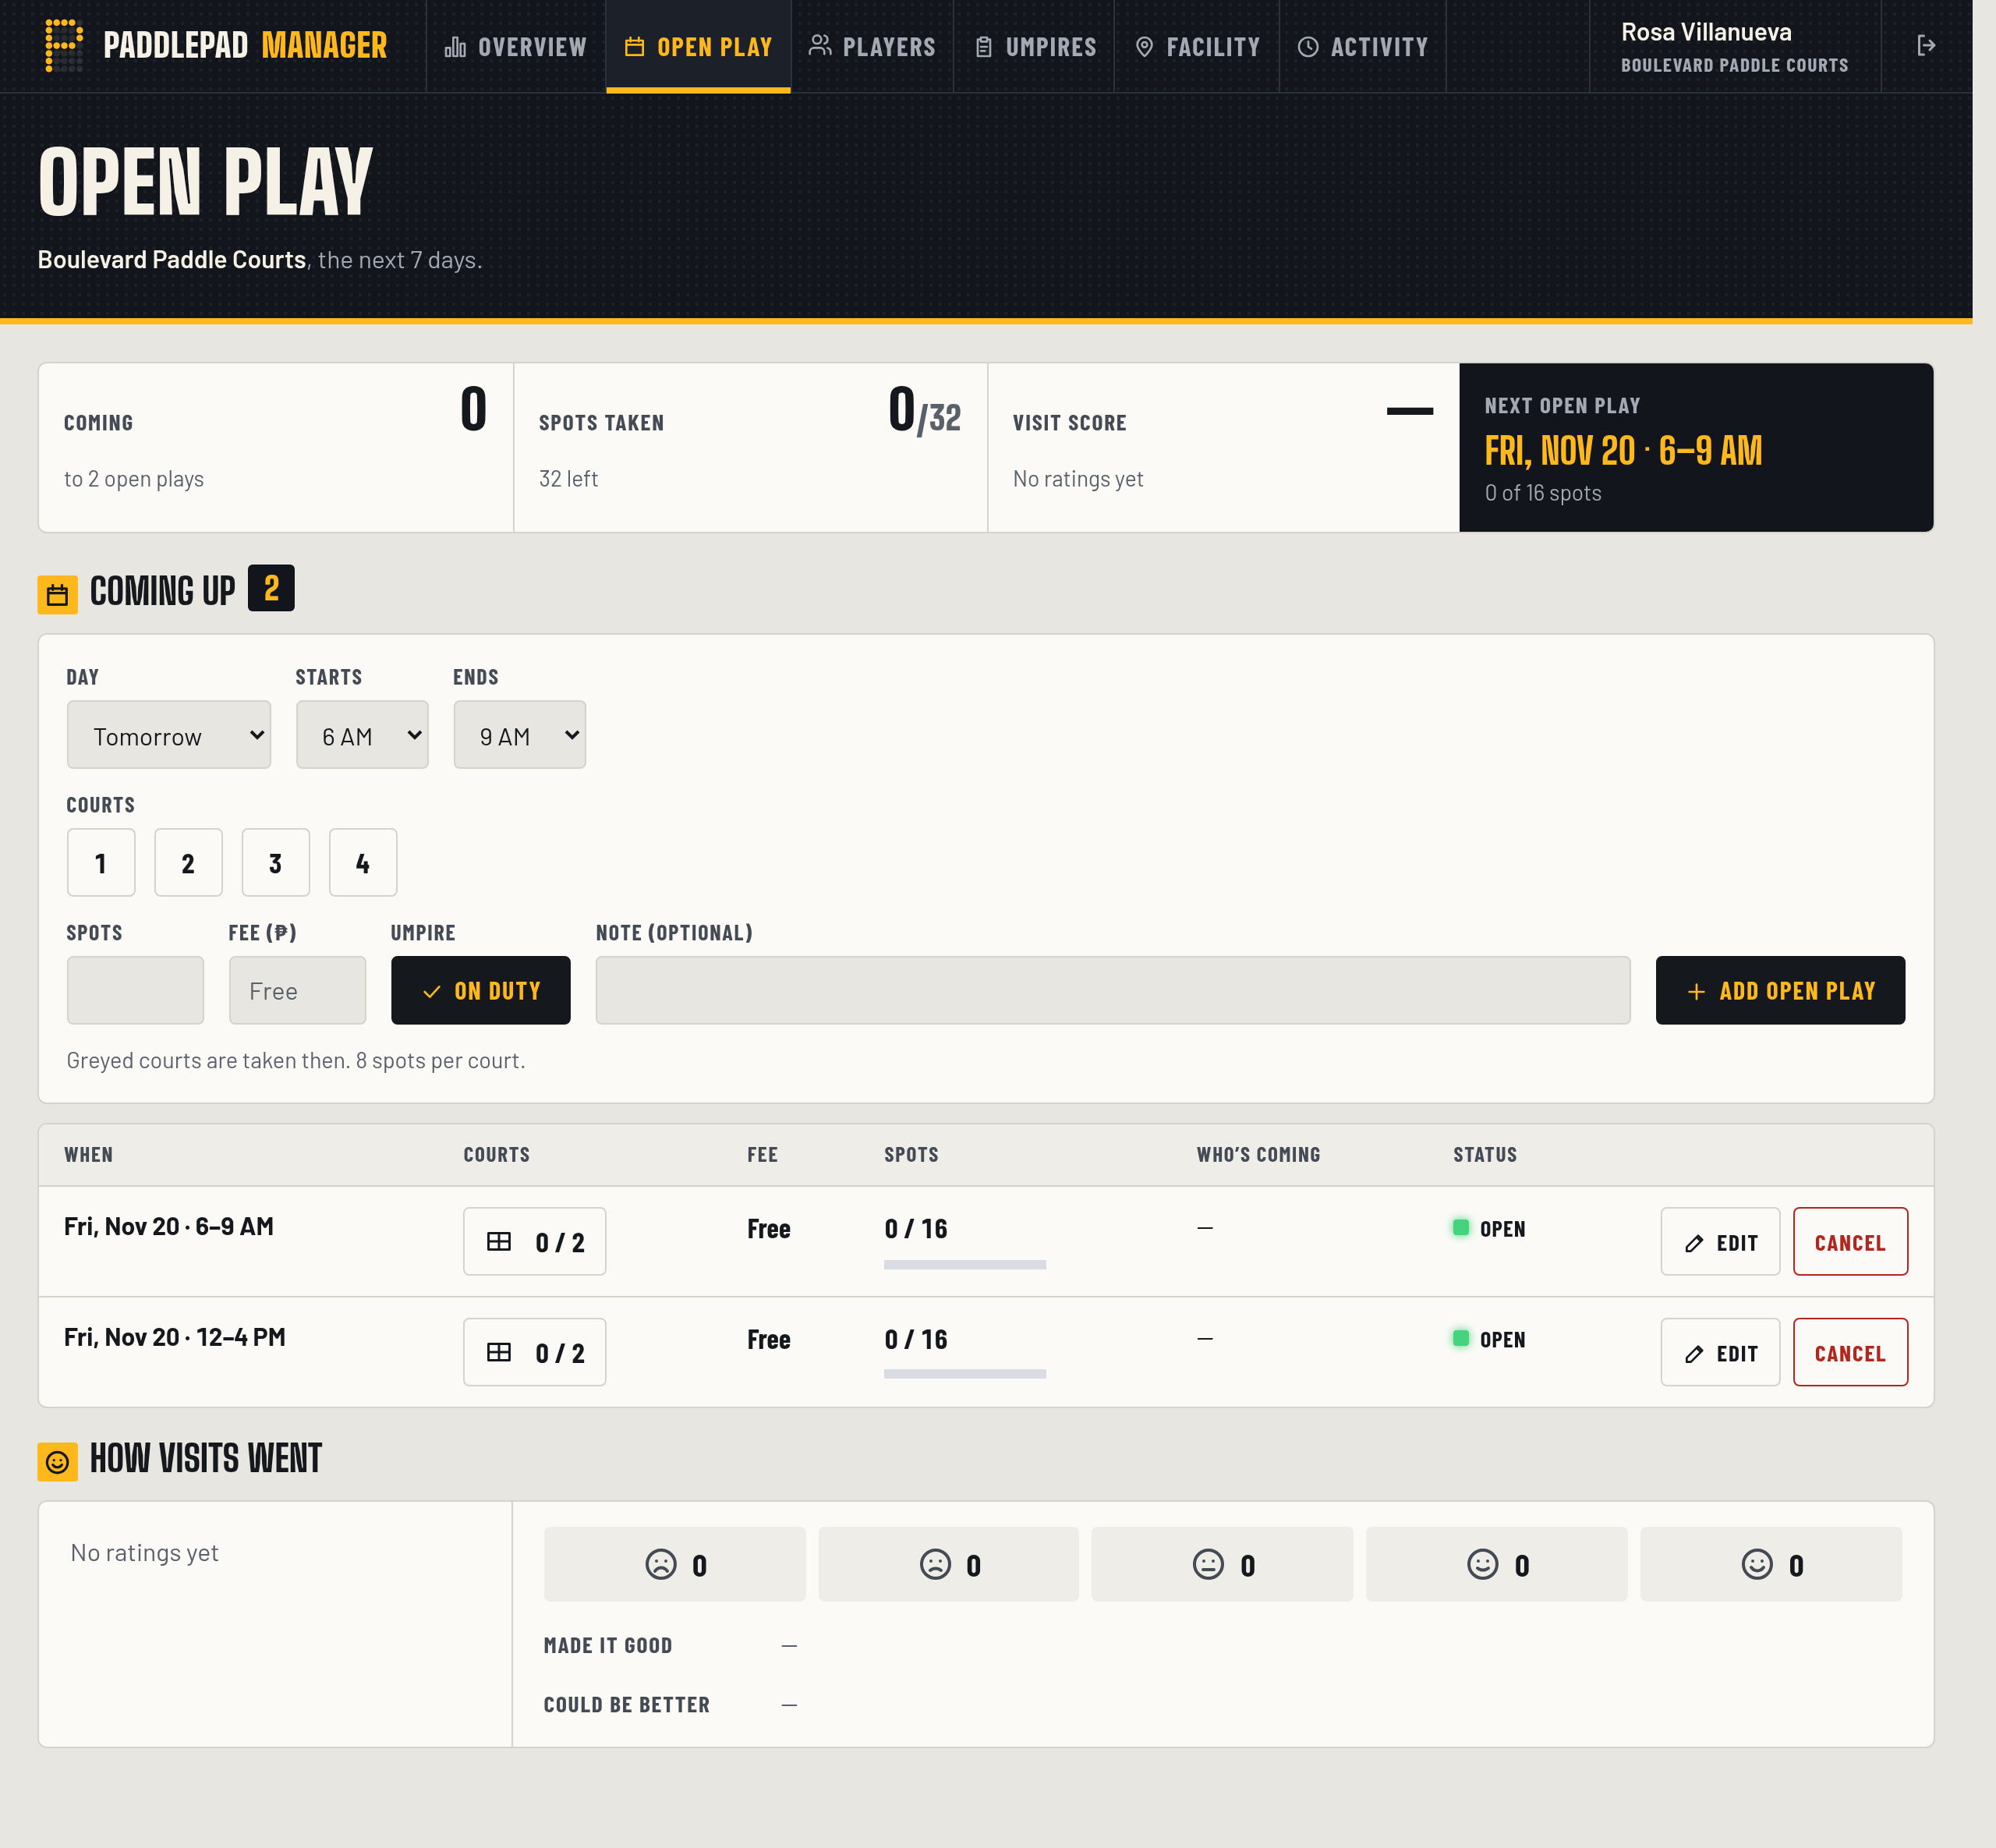 PADDLEPAD MANAGER
OVERVIEW
OPEN PLAY
PLAYERS
UMPIRES
FACILITY
ACTIVITY
Rosa Villanueva
BOULEVARD PADDLE COURTS
OPEN PLAY
Boulevard Paddle Courts, the next 7 days.
COMING 0
to 2 open plays
SPOTS TAKEN 0/32
32 left
VISIT SCORE —
No ratings yet
NEXT OPEN PLAY
FRI, NOV 20 · 6–9 AM
0 of 16 spots
COMING UP 2
DAY STARTS ENDS
Tomorrow 6 AM 9 AM
COURTS
1 2 3 4
SPOTS FEE (₱) UMPIRE NOTE (OPTIONAL)
Free ON DUTY ADD OPEN PLAY
Greyed courts are taken then. 8 spots per court.
WHEN COURTS FEE SPOTS WHO'S COMING STATUS
Fri, Nov 20 · 6–9 AM 0 / 2 Free 0 / 16 — OPEN EDIT CANCEL
Fri, Nov 20 · 12–4 PM 0 / 2 Free 0 / 16 — OPEN EDIT CANCEL
HOW VISITS WENT
No ratings yet
0 0 0 0 0
MADE IT GOOD —
COULD BE BETTER —